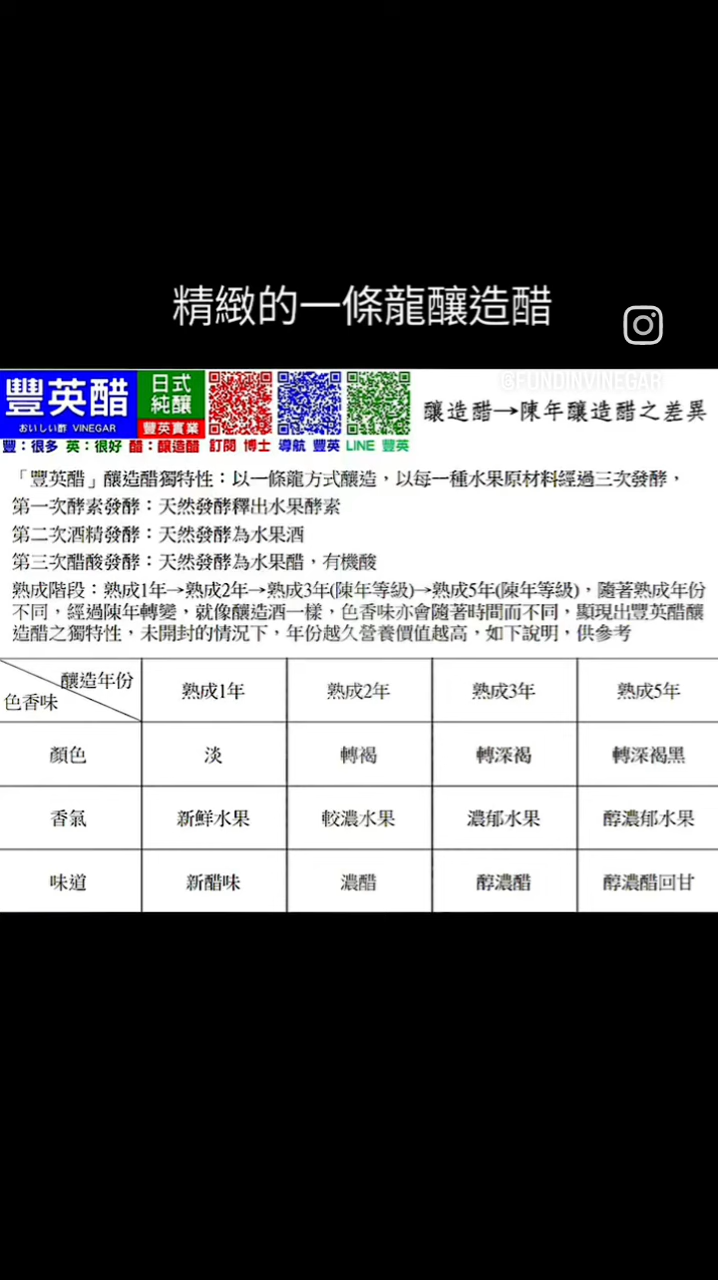 精緻的一條龍釀造醋
@FUNDINVINEGAR
豐英醋
おいしい酢 VINEGAR
日式
純釀
豐英實業
豐：很多 英：很好 醋：釀造醋
訂閱 博士 導航 豐英 LINE 豐英
釀造醋→陳年釀造醋之差異
「豐英醋」釀造醋獨特性：以一條龍方式釀造，以每一種水果原材料經過三次發酵，
第一次酵素發酵：天然發酵釋出水果酵素
第二次酒精發酵：天然發酵為水果酒
第三次醋酸發酵：天然發酵為水果醋，有機酸
熟成階段：熟成1年→熟成2年→熟成3年(陳年等級)→熟成5年(陳年等級)，隨著熟成年份
不同，經過陳年轉變，就像釀造酒一樣，色香味亦會隨著時間而不同，顯現出豐英醋釀
造醋之獨特性，未開封的情況下，年份越久營養價值越高，如下說明，供參考
釀造年份
色香味 熟成1年 熟成2年 熟成3年 熟成5年
顏色 淡 轉褐 轉深褐 轉深褐黑
香氣 新鮮水果 較濃水果 濃郁水果 醇濃郁水果
味道 新醋味 濃醋 醇濃醋 醇濃醋回甘